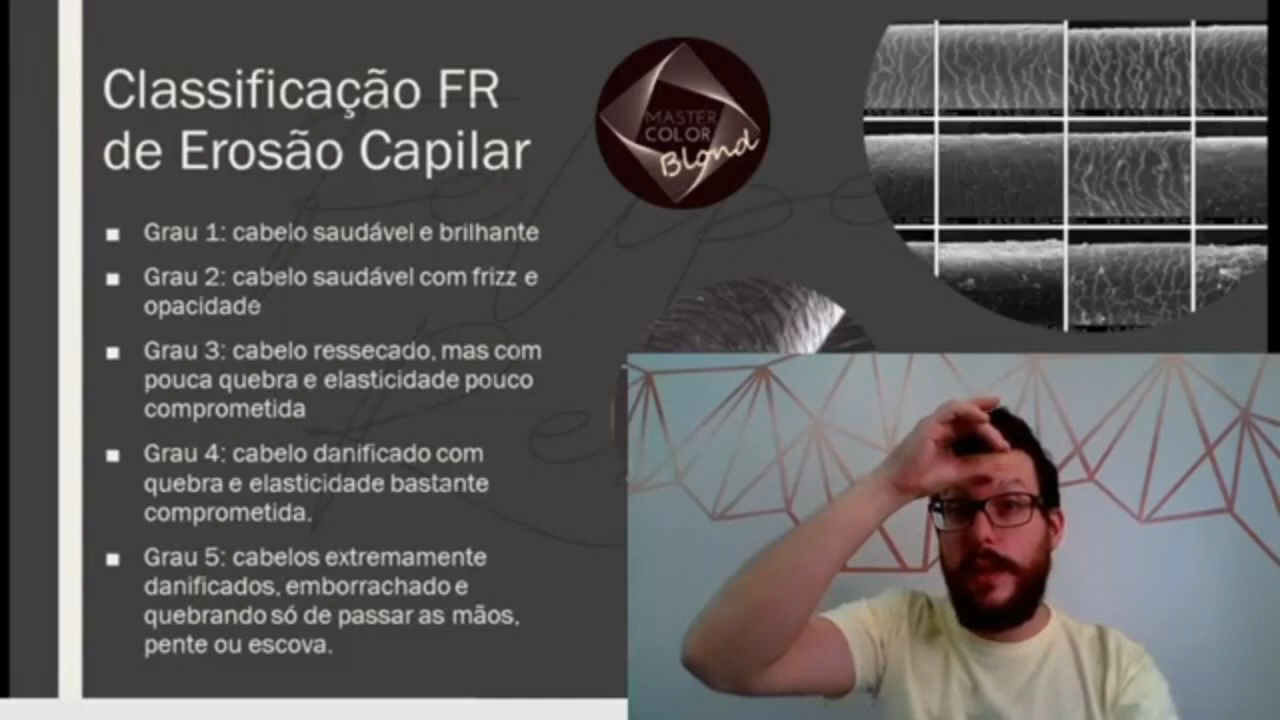 Classificação FR
de Erosão Capilar
MASTER
COLOR
Blond
■ Grau 1: cabelo saudável e brilhante
■ Grau 2: cabelo saudável com frizz e
opacidade
■ Grau 3: cabelo ressecado, mas com
pouca quebra e elasticidade pouco
comprometida
■ Grau 4: cabelo danificado com
quebra e elasticidade bastante
comprometida.
■ Grau 5: cabelos extremamente
danificados, emborrachado e
quebrando só de passar as mãos,
pente ou escova.